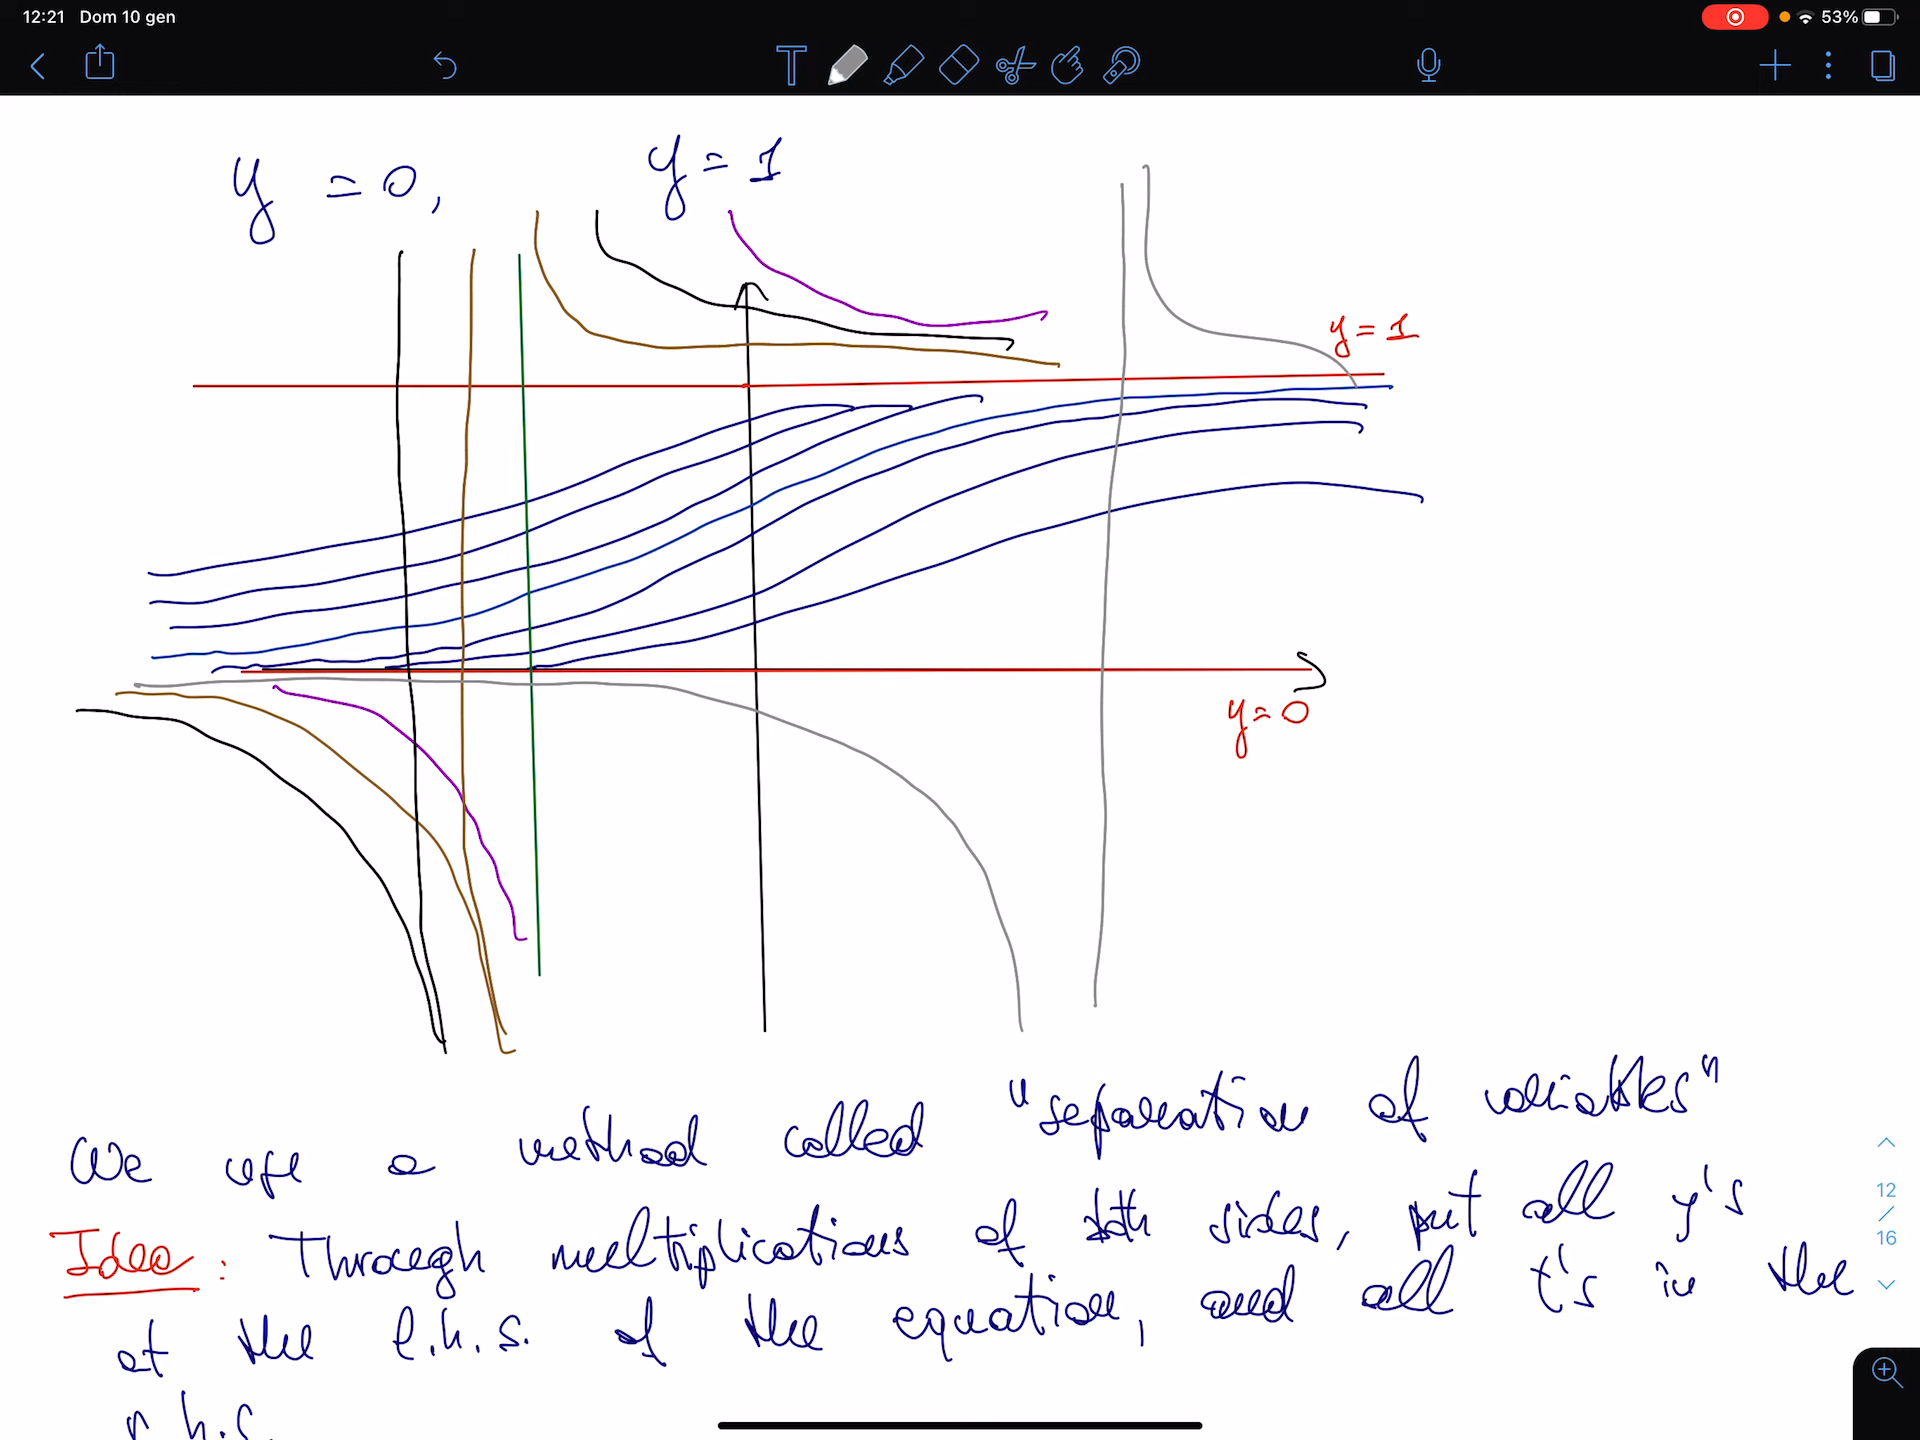 12:21 Dom 10 gen 53%
y = 0, y = 1
y = 1
y = 0
We use a method called "separation of variables"
Idea: Through multiplications of both sides, put all y's
at the l.h.s. of the equation, and all t's in the
r.h.s.
12
/
16